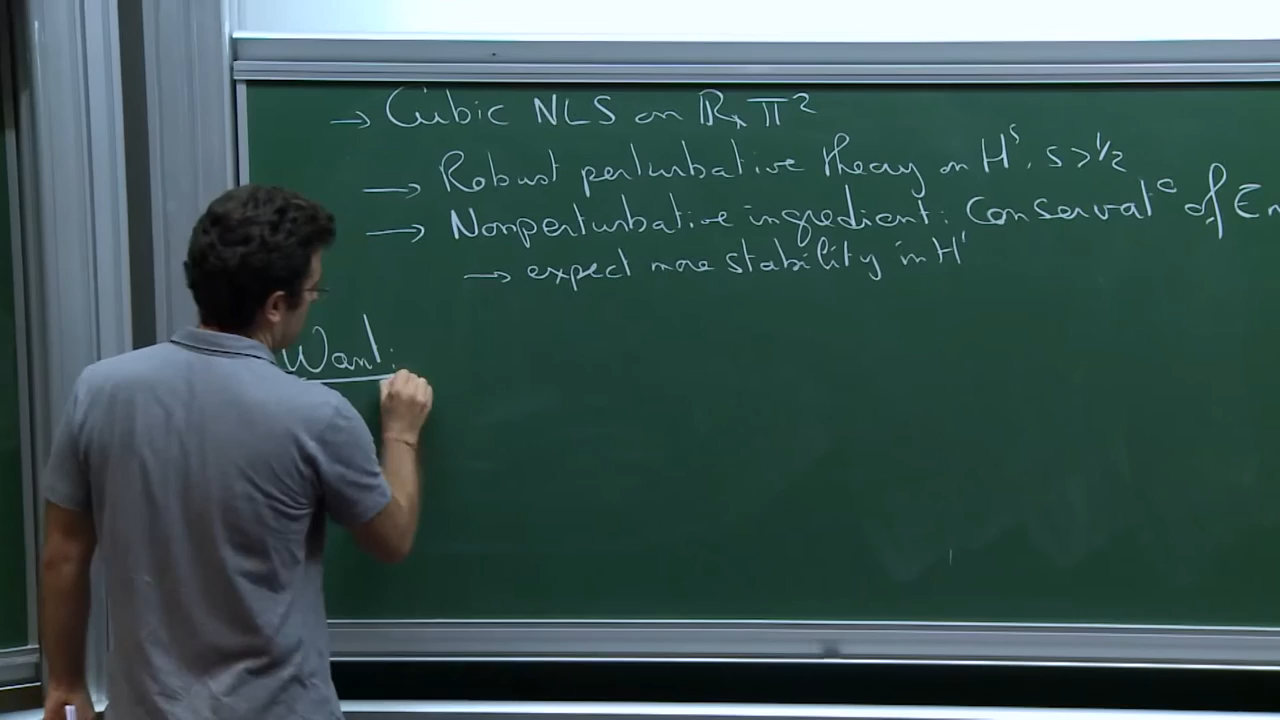 → Cubic NLS on ℝ×𝕋²
→ Robust perturbative theory on Hˢ, s>1/2
→ Nonperturbative ingredient: Conservat° of En
→ expect more stability in H¹
Want: